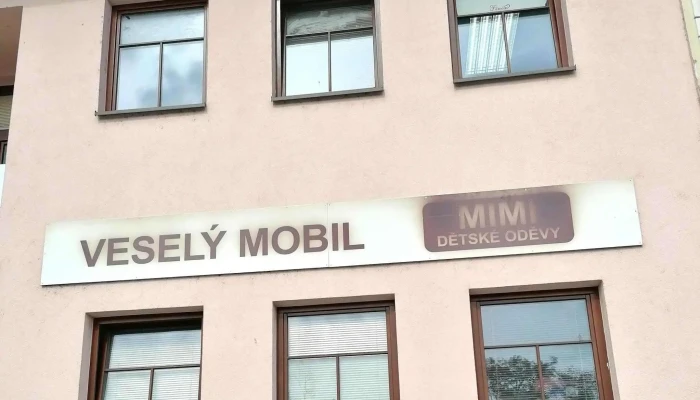 VESELÝ MOBIL
MIMI
DĚTSKÉ ODĚVY